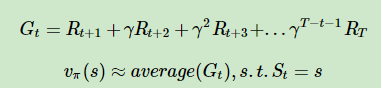 G_t = R_{t+1} + γR_{t+2} + γ^2 R_{t+3} + … γ^{T−t−1} R_T
v_π(s) ≈ average(G_t), s.t. S_t = s